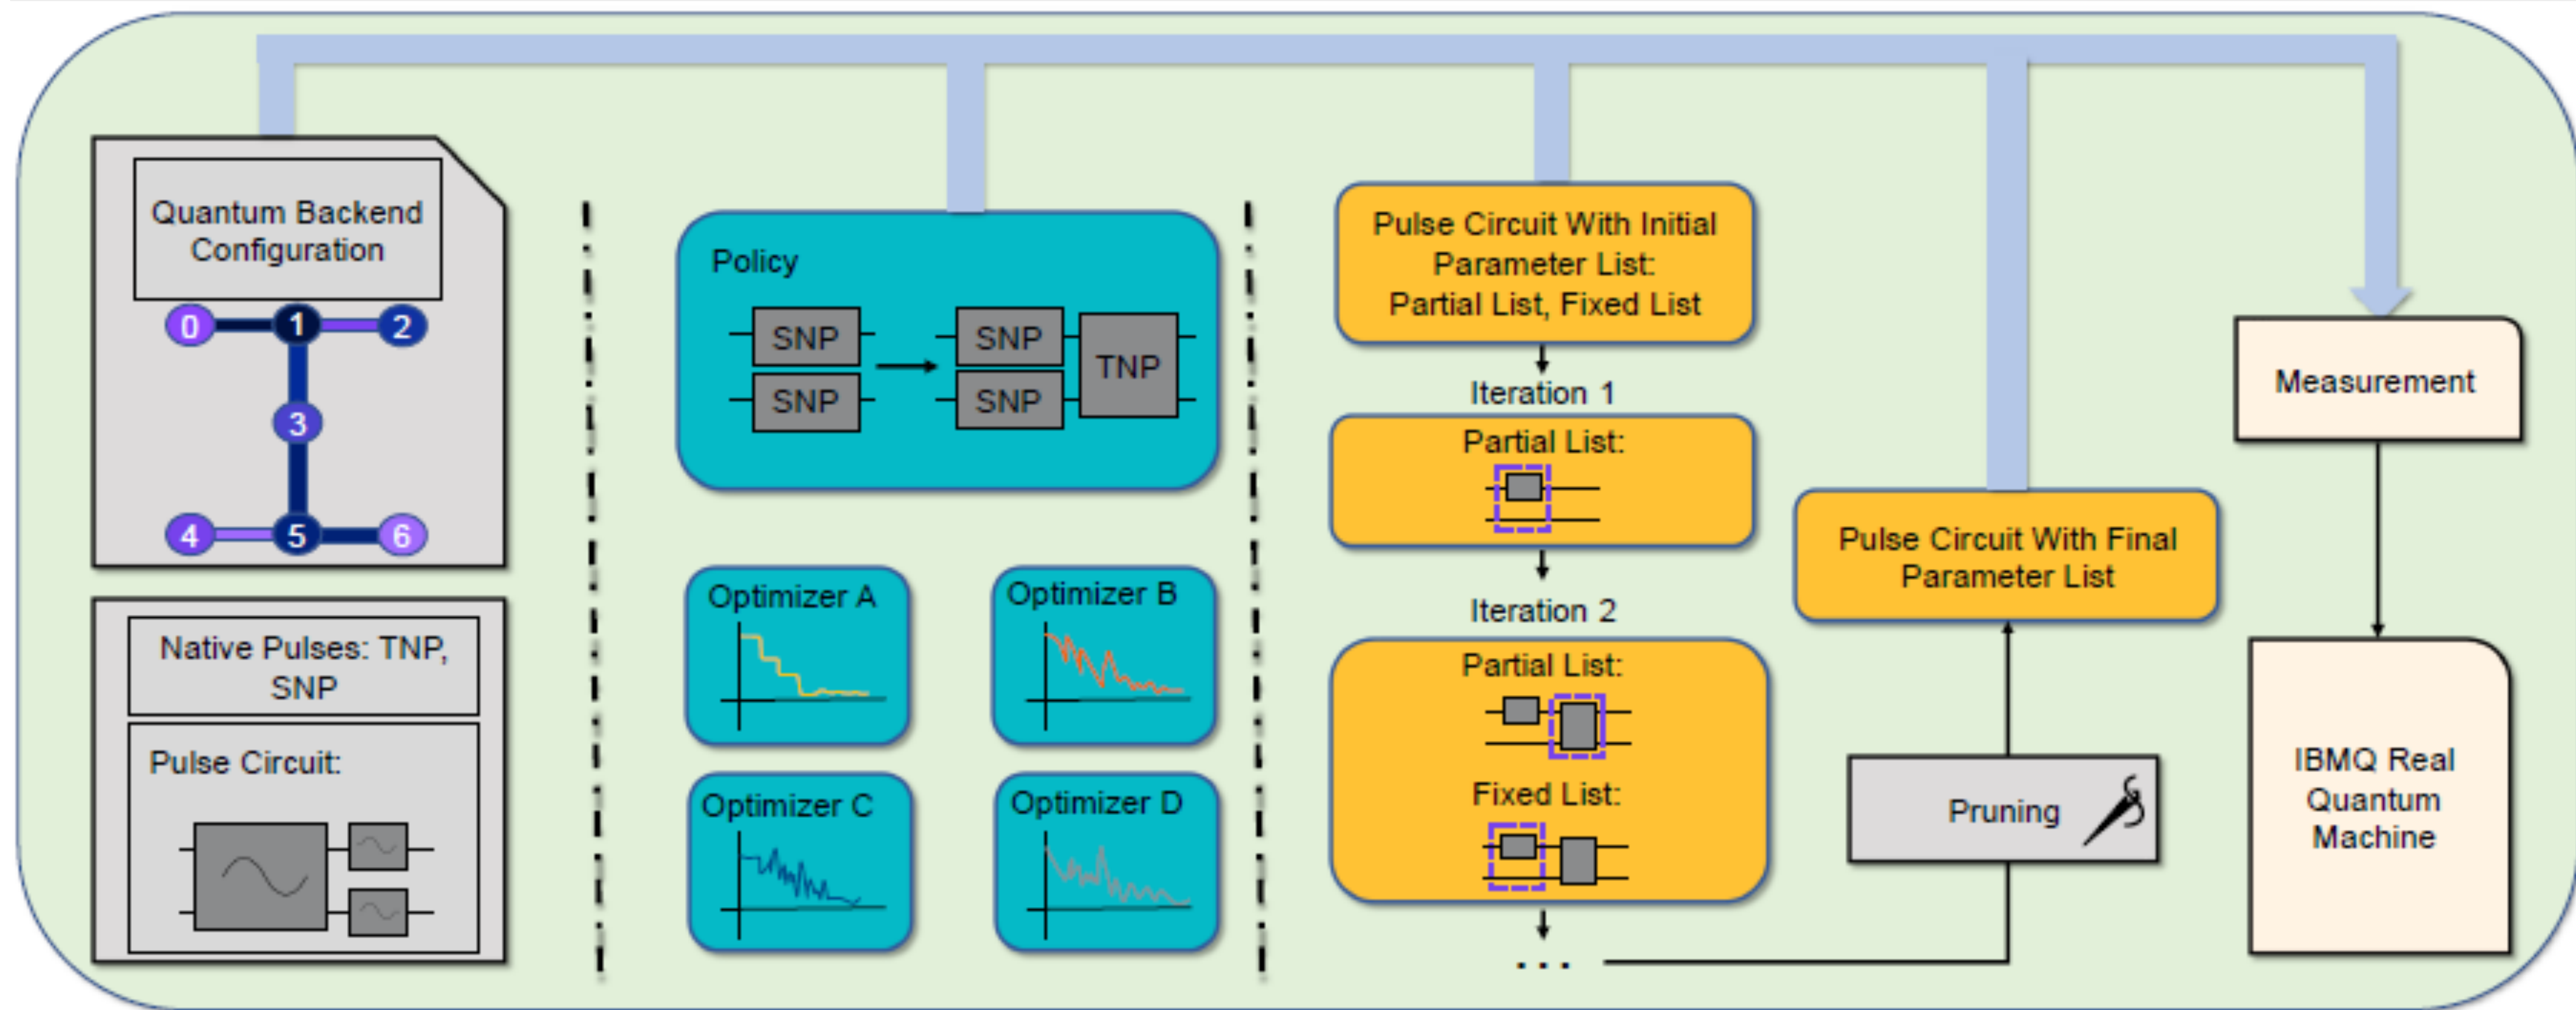 Quantum Backend
Configuration
0
1
2
3
4
5
6
Native Pulses: TNP,
SNP
Pulse Circuit:
Policy
SNP
SNP
SNP
SNP
TNP
Optimizer A
Optimizer B
Optimizer C
Optimizer D
Pulse Circuit With Initial
Parameter List:
Partial List, Fixed List
Iteration 1
Partial List:
Iteration 2
Partial List:
Fixed List:
...
Pulse Circuit With Final
Parameter List
Pruning
Measurement
IBMQ Real
Quantum
Machine